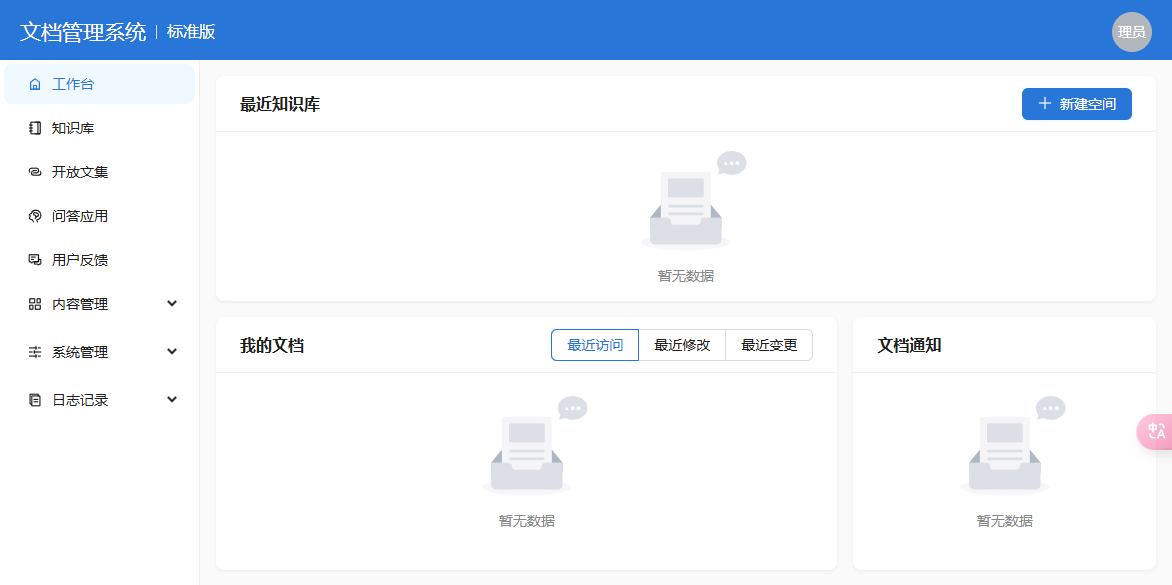 文档管理系统 | 标准版
理员
工作台
知识库
开放文集
问答应用
用户反馈
内容管理
系统管理
日志记录
最近知识库
新建空间
暂无数据
我的文档
最近访问
最近修改
最近变更
暂无数据
文档通知
暂无数据
中
A